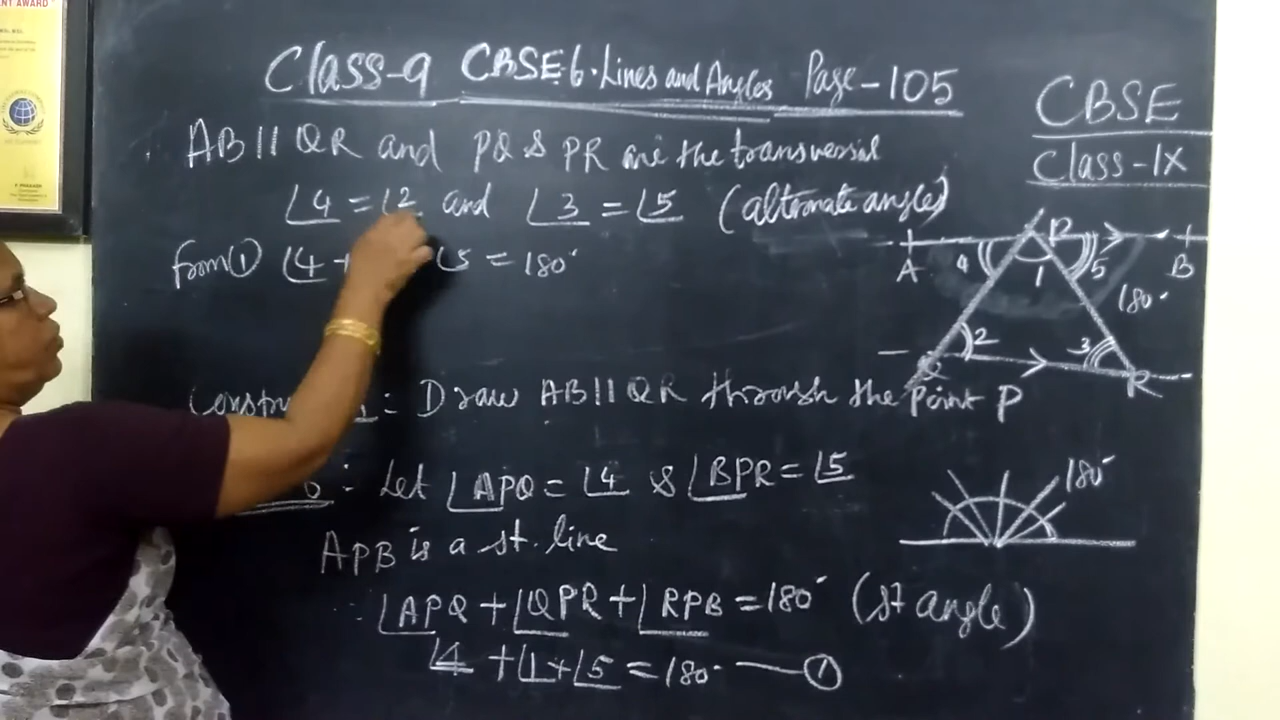 Class-9 CBSE-6.Lines and Angles Page-105
CBSE
Class-IX
AB || QR and PQ & PR are the transversal
∠4 = ∠2 and ∠3 = ∠5 (alternate angle)
from ① ∠4 + ∠5 = 180°
A 4 P 1 5 B
180°
2 3
Q R
Constru : Draw AB || QR through the Point P
: Let ∠APQ = ∠4 & ∠BPR = ∠5
180°
APB is a st. line
∴ ∠APQ + ∠QPR + ∠RPB = 180° (st angle)
∠4 + ∠1 + ∠5 = 180° — ①